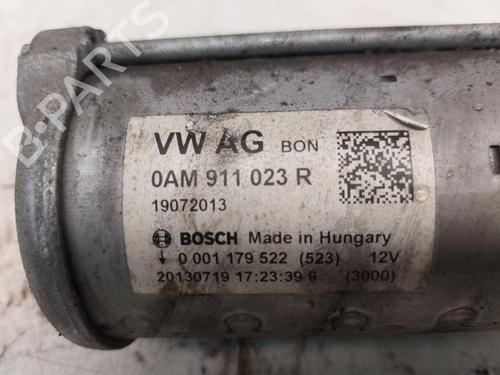 VW AG BON
0AM 911 023 R
19072013
BOSCH Made in Hungary
0 001 179 522 (523) 12V
20130719 17:23:39 9 (3000)
B-PARTS